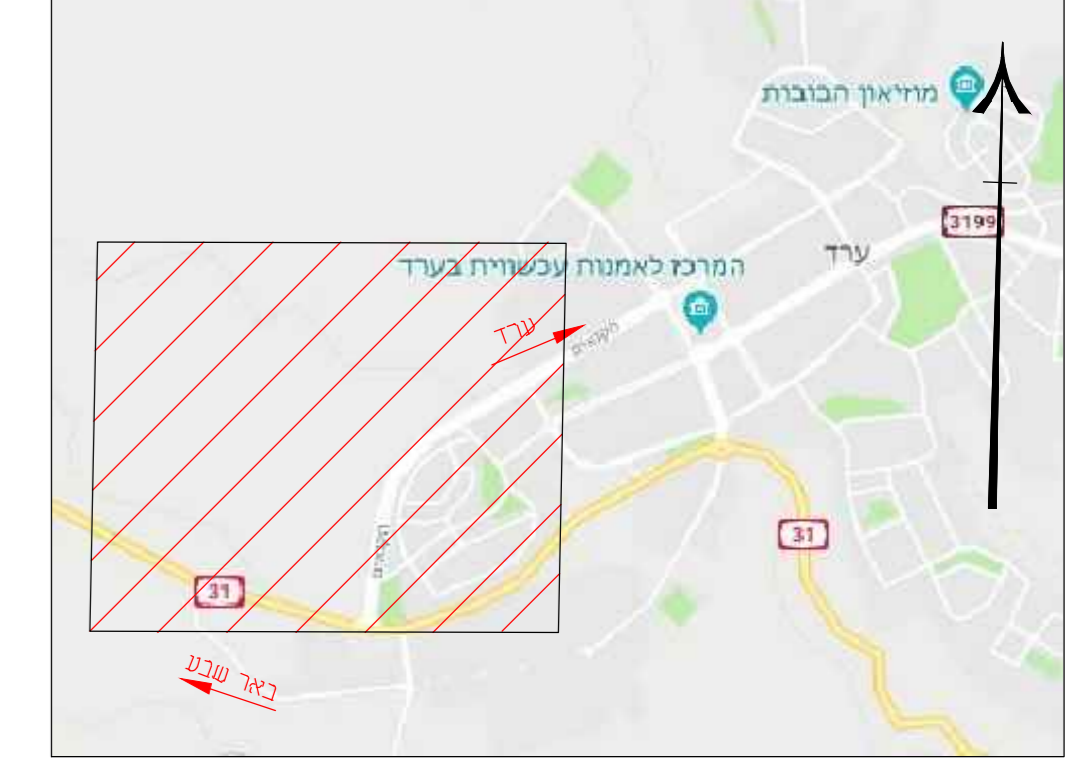 מוזיאון הבובות
3199
ערד
המרכז לאמנות עכשווית בערד
ערד
31
31
באר שבע